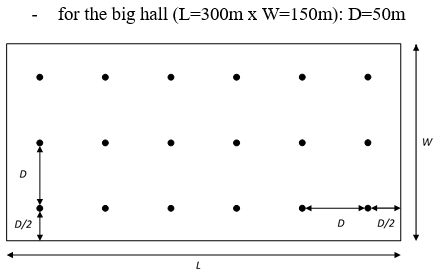 - for the big hall (L=300m x W=150m): D=50m
W
D
D/2
D
D/2
L